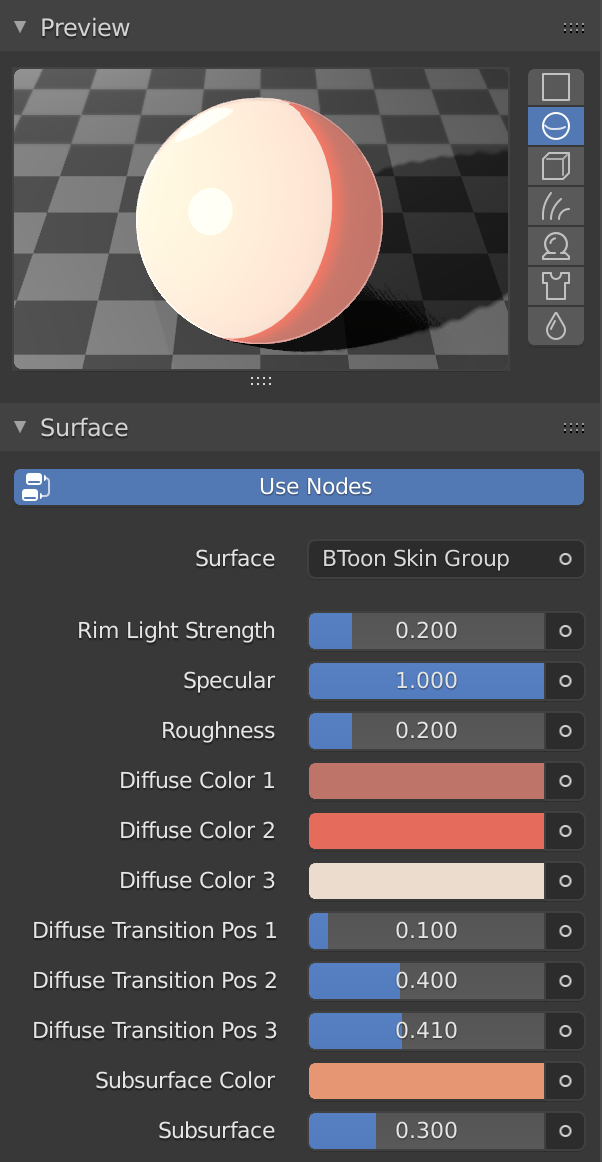 Preview
Surface
Use Nodes
Surface BToon Skin Group
Rim Light Strength 0.200
Specular 1.000
Roughness 0.200
Diffuse Color 1
Diffuse Color 2
Diffuse Color 3
Diffuse Transition Pos 1 0.100
Diffuse Transition Pos 2 0.400
Diffuse Transition Pos 3 0.410
Subsurface Color
Subsurface 0.300